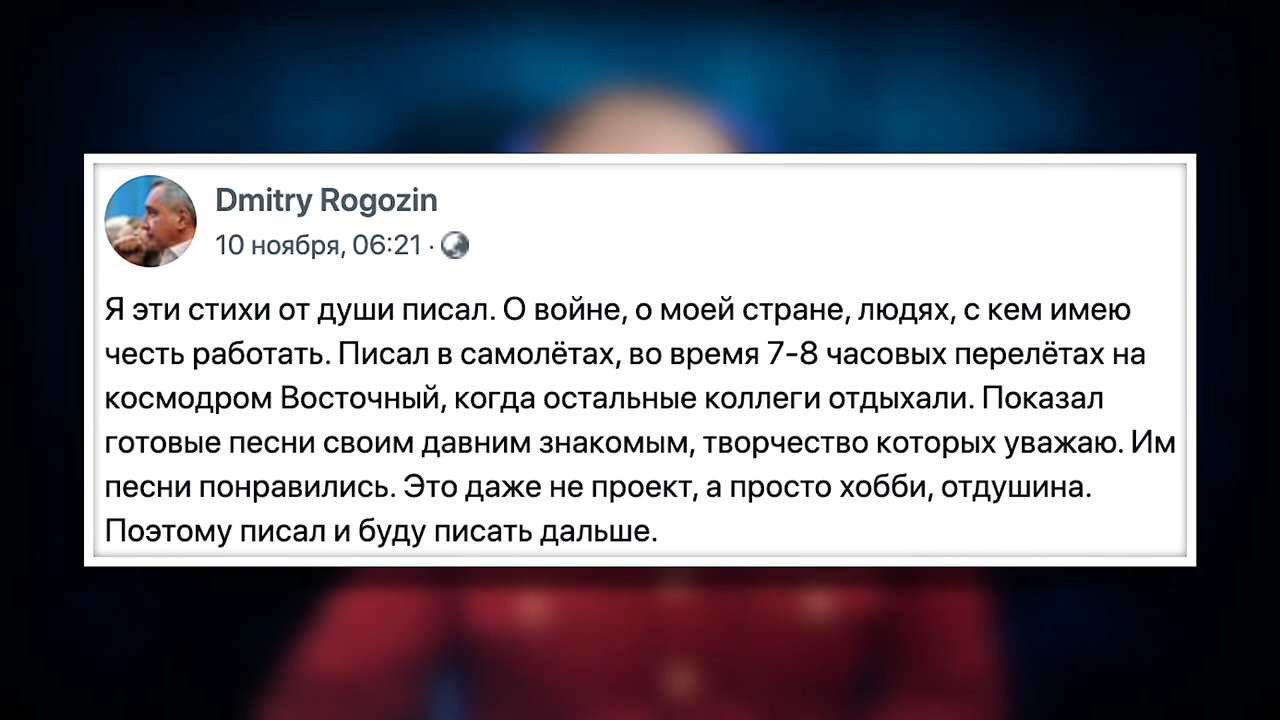 Dmitry Rogozin
10 ноября, 06:21 ·
Я эти стихи от души писал. О войне, о моей стране, людях, с кем имею
честь работать. Писал в самолётах, во время 7-8 часовых перелётах на
космодром Восточный, когда остальные коллеги отдыхали. Показал
готовые песни своим давним знакомым, творчество которых уважаю. Им
песни понравились. Это даже не проект, а просто хобби, отдушина.
Поэтому писал и буду писать дальше.